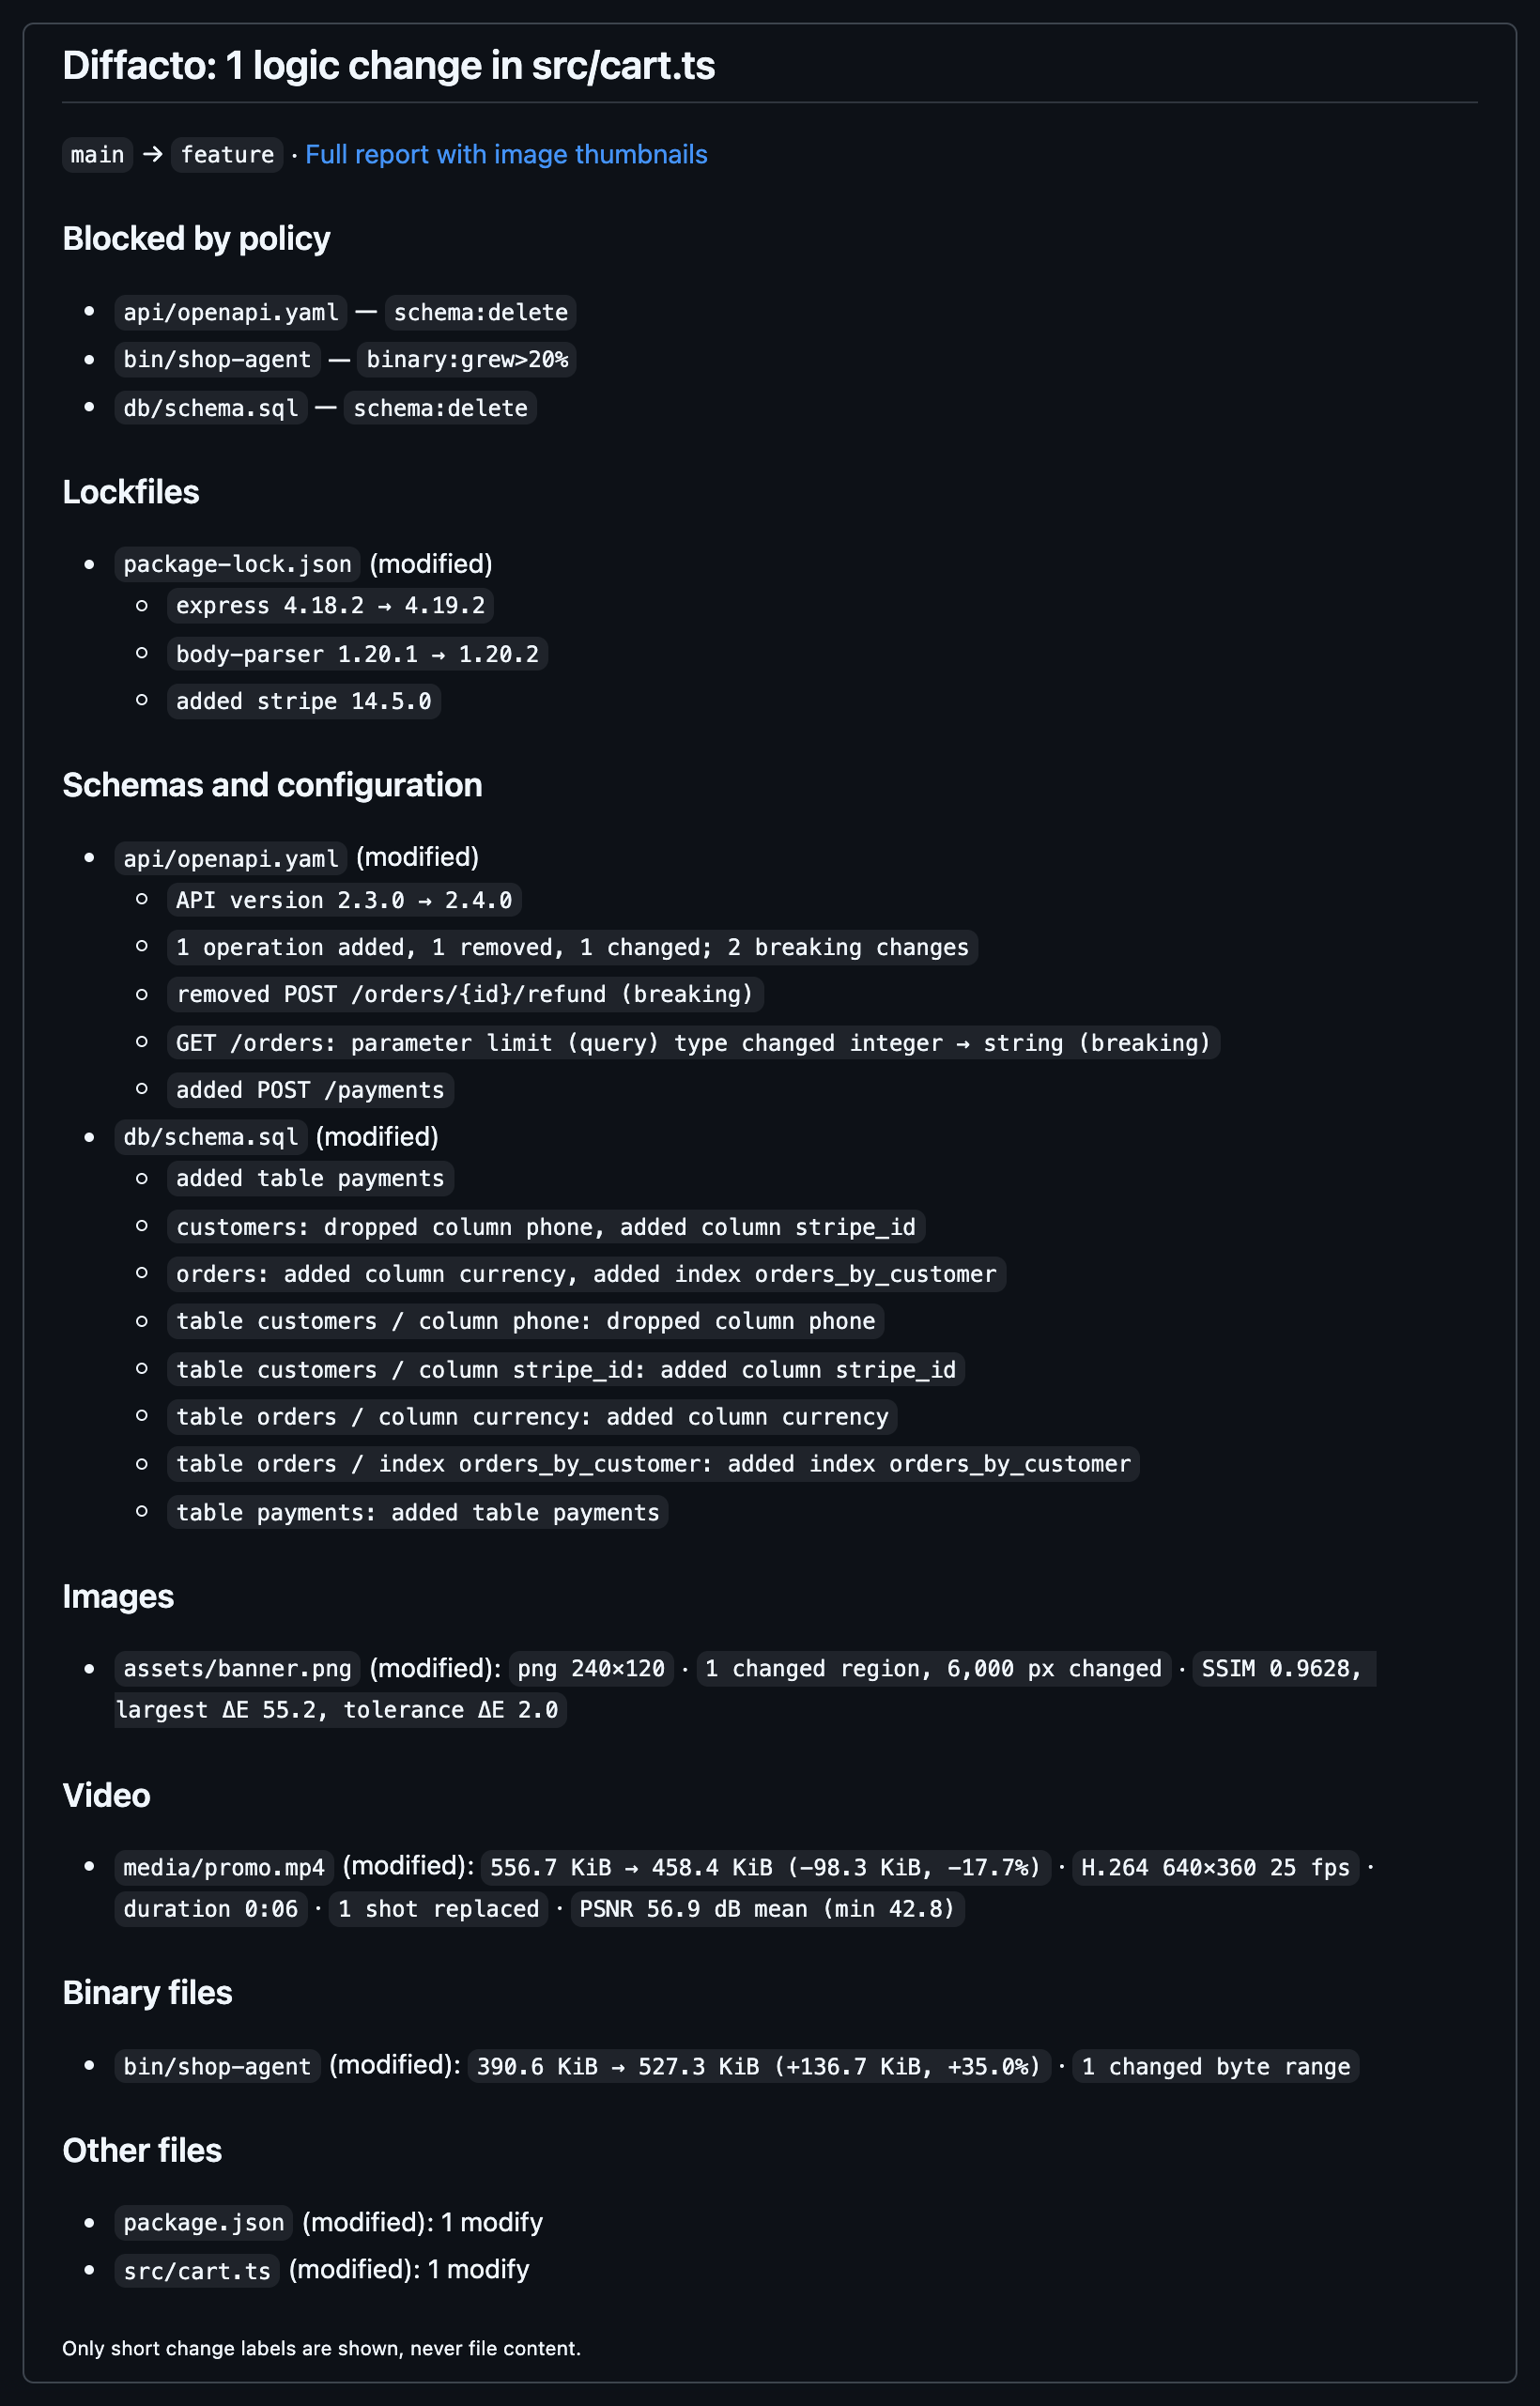 Diffacto: 1 logic change in src/cart.ts
main → feature · Full report with image thumbnails
Blocked by policy
• api/openapi.yaml — schema:delete
• bin/shop-agent — binary:grew>20%
• db/schema.sql — schema:delete
Lockfiles
• package-lock.json (modified)
○ express 4.18.2 → 4.19.2
○ body-parser 1.20.1 → 1.20.2
○ added stripe 14.5.0
Schemas and configuration
• api/openapi.yaml (modified)
○ API version 2.3.0 → 2.4.0
○ 1 operation added, 1 removed, 1 changed; 2 breaking changes
○ removed POST /orders/{id}/refund (breaking)
○ GET /orders: parameter limit (query) type changed integer → string (breaking)
○ added POST /payments
• db/schema.sql (modified)
○ added table payments
○ customers: dropped column phone, added column stripe_id
○ orders: added column currency, added index orders_by_customer
○ table customers / column phone: dropped column phone
○ table customers / column stripe_id: added column stripe_id
○ table orders / column currency: added column currency
○ table orders / index orders_by_customer: added index orders_by_customer
○ table payments: added table payments
Images
• assets/banner.png (modified): png 240×120 · 1 changed region, 6,000 px changed · SSIM 0.9628,
largest ΔE 55.2, tolerance ΔE 2.0
Video
• media/promo.mp4 (modified): 556.7 KiB → 458.4 KiB (-98.3 KiB, -17.7%) · H.264 640×360 25 fps ·
duration 0:06 · 1 shot replaced · PSNR 56.9 dB mean (min 42.8)
Binary files
• bin/shop-agent (modified): 390.6 KiB → 527.3 KiB (+136.7 KiB, +35.0%) · 1 changed byte range
Other files
• package.json (modified): 1 modify
• src/cart.ts (modified): 1 modify
Only short change labels are shown, never file content.